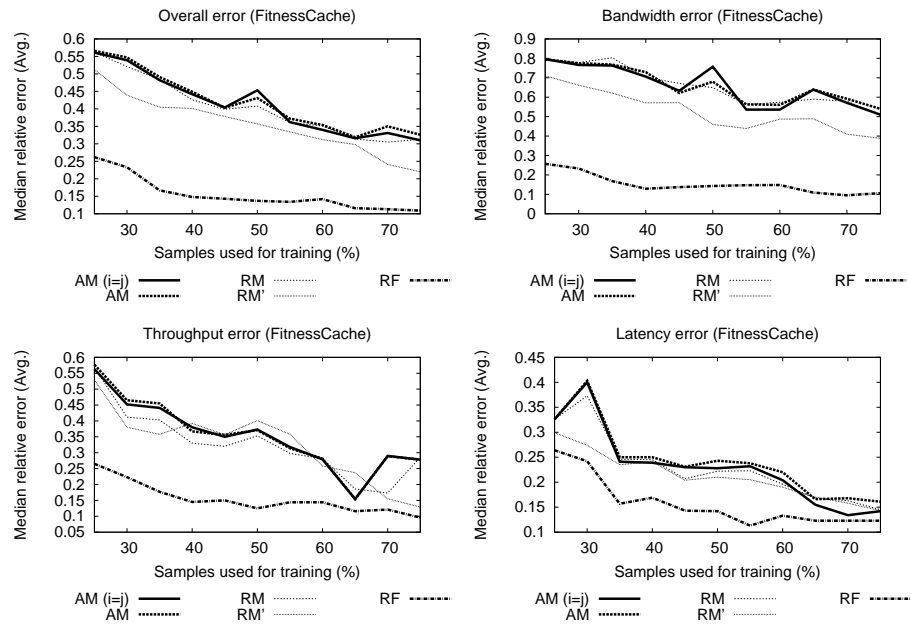 Overall error (FitnessCache)
Median relative error (Avg.)
0.6
0.55
0.5
0.45
0.4
0.35
0.3
0.25
0.2
0.15
0.1
30 40 50 60 70
Samples used for training (%)
AM (i=j) RM RF
AM RM'
Bandwidth error (FitnessCache)
Median relative error (Avg.)
0.9
0.8
0.7
0.6
0.5
0.4
0.3
0.2
0.1
0
30 40 50 60 70
Samples used for training (%)
AM (i=j) RM RF
AM RM'
Throughput error (FitnessCache)
Median relative error (Avg.)
0.6
0.55
0.5
0.45
0.4
0.35
0.3
0.25
0.2
0.15
0.1
0.05
30 40 50 60 70
Samples used for training (%)
AM (i=j) RM RF
AM RM'
Latency error (FitnessCache)
Median relative error (Avg.)
0.45
0.4
0.35
0.3
0.25
0.2
0.15
0.1
30 40 50 60 70
Samples used for training (%)
AM (i=j) RM RF
AM RM'